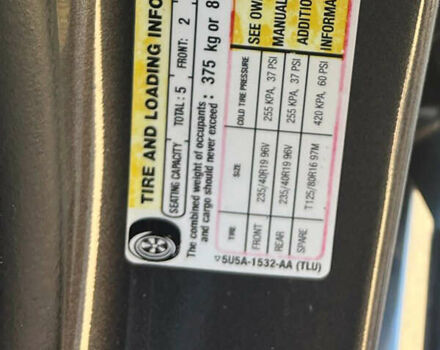 TIRE AND LOADING INFO
SEATING CAPACITY TOTAL: 5 FRONT: 2
The combined weight of occupants
and cargo should never exceed: 375 kg or 8
TIRE SIZE COLD TIRE PRESSURE SEE OW
FRONT 235/40R19 96V 255 KPA, 37 PSI MANUAL
REAR 235/40R19 96V 255 KPA, 37 PSI ADDITIO
SPARE T125/80R16 97M 420 KPA, 60 PSI INFORMA
5U5A-1532-AA (TLU)